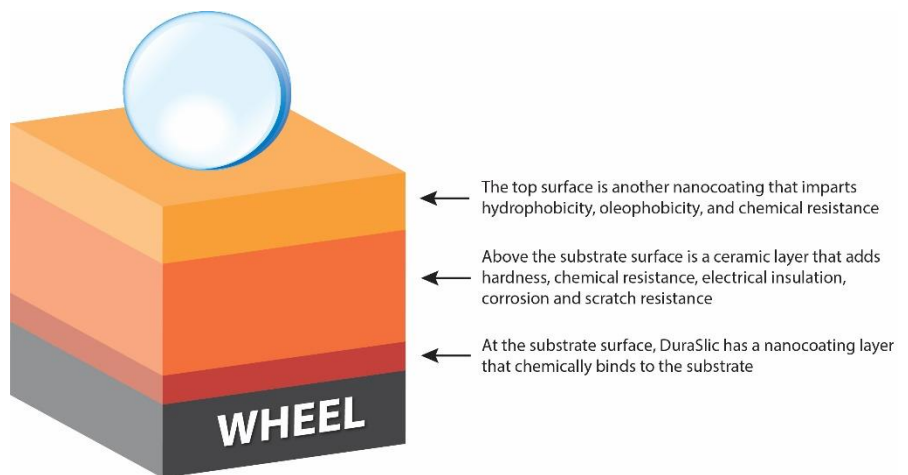 The top surface is another nanocoating that imparts
hydrophobicity, oleophobicity, and chemical resistance
Above the substrate surface is a ceramic layer that adds
hardness, chemical resistance, electrical insulation,
corrosion and scratch resistance
At the substrate surface, DuraSlic has a nanocoating layer
that chemically binds to the substrate
WHEEL